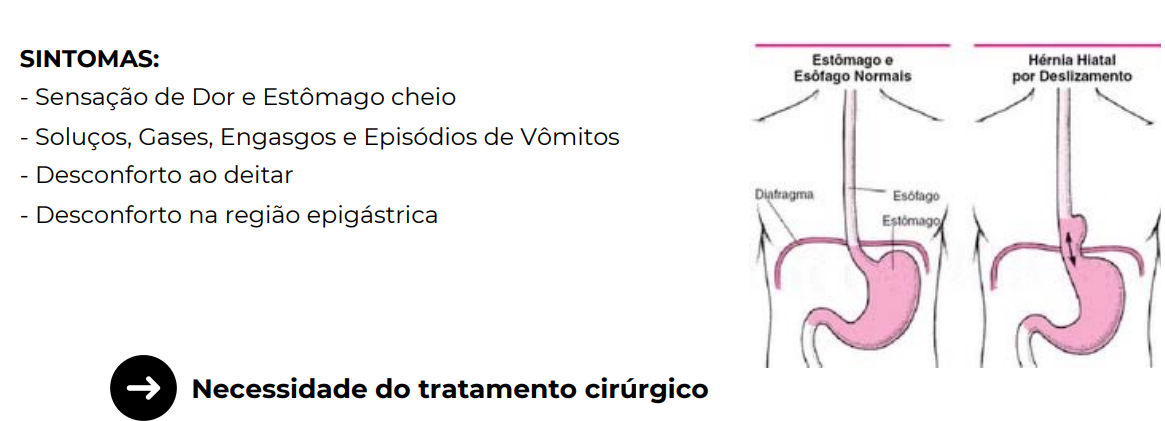 SINTOMAS:
- Sensação de Dor e Estômago cheio
- Soluços, Gases, Engasgos e Episódios de Vômitos
- Desconforto ao deitar
- Desconforto na região epigástrica
Necessidade do tratamento cirúrgico
Estômago e
Esôfago Normais
Diafragma
Esôfago
Estômago
Hérnia Hiatal
por Deslizamento